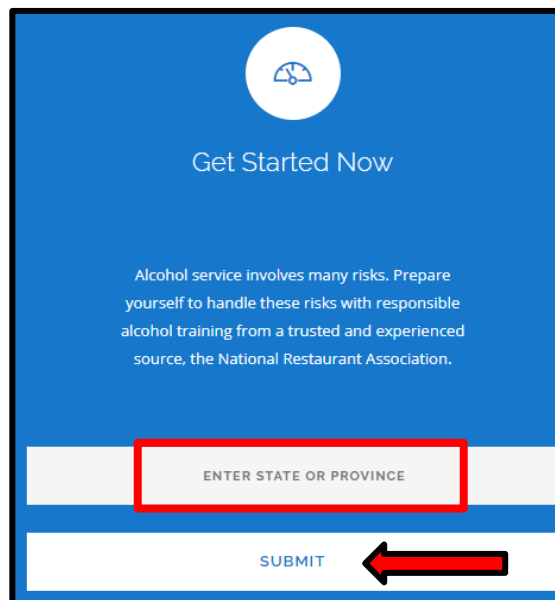 Get Started Now
Alcohol service involves many risks. Prepare
yourself to handle these risks with responsible
alcohol training from a trusted and experienced
source, the National Restaurant Association.
ENTER STATE OR PROVINCE
SUBMIT